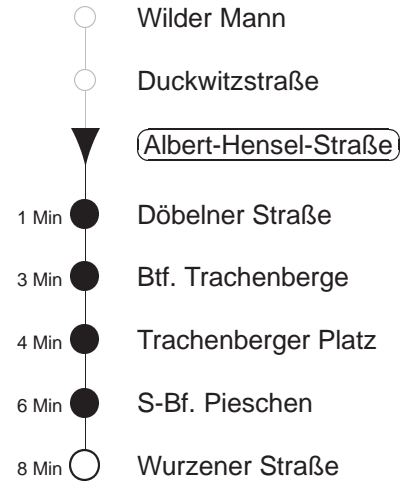 Wilder Mann
Duckwitzstraße
Albert-Hensel-Straße
1 Min Döbelner Straße
3 Min Btf. Trachenberge
4 Min Trachenberger Platz
6 Min S-Bf. Pieschen
8 Min Wurzener Straße